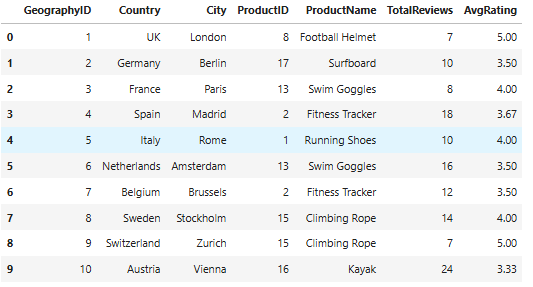 GeographyID Country City ProductID ProductName TotalReviews AvgRating
0 1 UK London 8 Football Helmet 7 5.00
1 2 Germany Berlin 17 Surfboard 10 3.50
2 3 France Paris 13 Swim Goggles 8 4.00
3 4 Spain Madrid 2 Fitness Tracker 18 3.67
4 5 Italy Rome 1 Running Shoes 10 4.00
5 6 Netherlands Amsterdam 13 Swim Goggles 16 3.50
6 7 Belgium Brussels 2 Fitness Tracker 12 3.50
7 8 Sweden Stockholm 15 Climbing Rope 14 4.00
8 9 Switzerland Zurich 15 Climbing Rope 7 5.00
9 10 Austria Vienna 16 Kayak 24 3.33